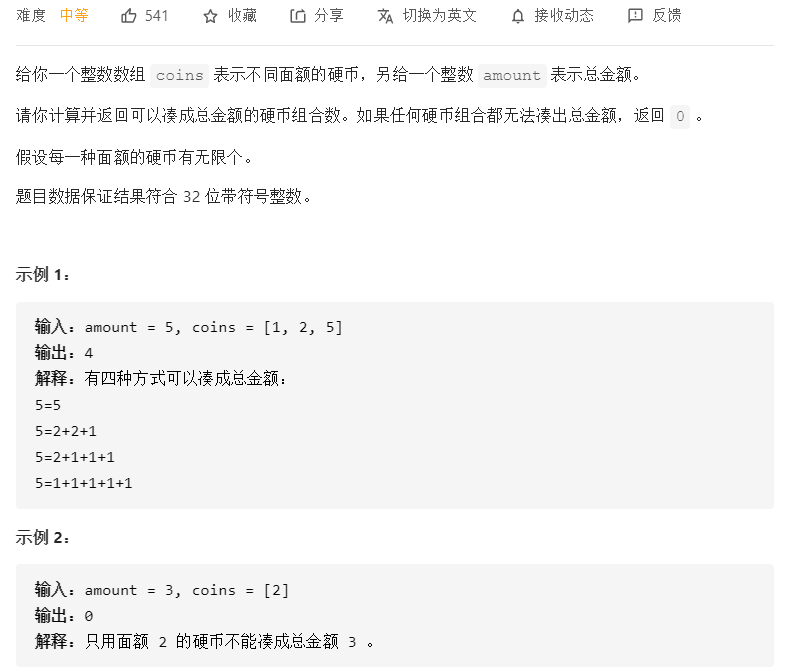 难度 中等 541 收藏 分享 切换为英文 接收动态 反馈
给你一个整数数组 coins 表示不同面额的硬币，另给一个整数 amount 表示总金额。
请你计算并返回可以凑成总金额的硬币组合数。如果任何硬币组合都无法凑出总金额，返回 0 。
假设每一种面额的硬币有无限个。
题目数据保证结果符合 32 位带符号整数。
示例 1：
输入：amount = 5, coins = [1, 2, 5]
输出：4
解释：有四种方式可以凑成总金额：
5=5
5=2+2+1
5=2+1+1+1
5=1+1+1+1+1
示例 2：
输入：amount = 3, coins = [2]
输出：0
解释：只用面额 2 的硬币不能凑成总金额 3 。